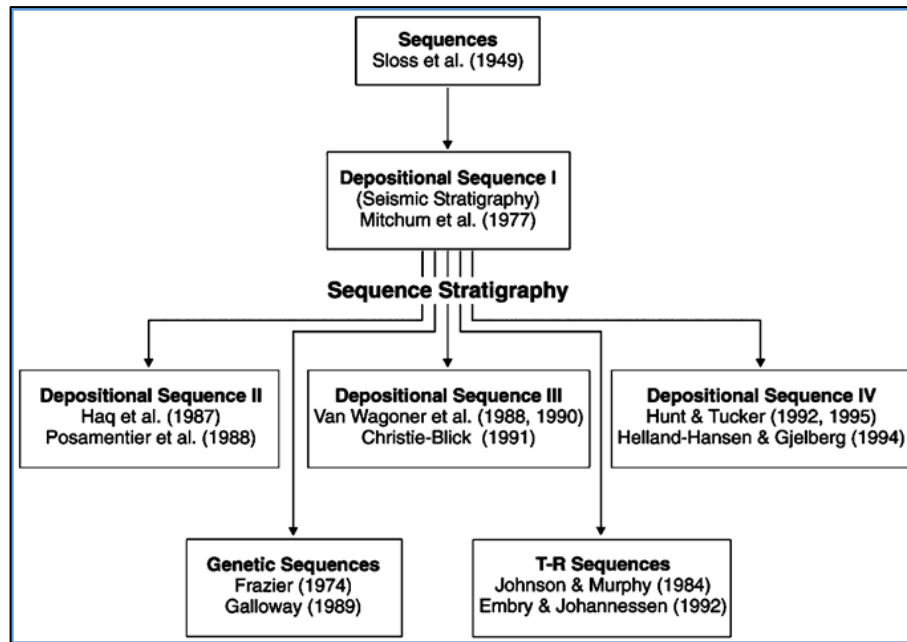 Sequences
Sloss et al. (1949)
Depositional Sequence I
(Seismic Stratigraphy)
Mitchum et al. (1977)
Sequence Stratigraphy
Depositional Sequence II
Haq et al. (1987)
Posamentier et al. (1988)
Depositional Sequence III
Van Wagoner et al. (1988, 1990)
Christie-Blick (1991)
Depositional Sequence IV
Hunt & Tucker (1992, 1995)
Helland-Hansen & Gjelberg (1994)
Genetic Sequences
Frazier (1974)
Galloway (1989)
T-R Sequences
Johnson & Murphy (1984)
Embry & Johannessen (1992)